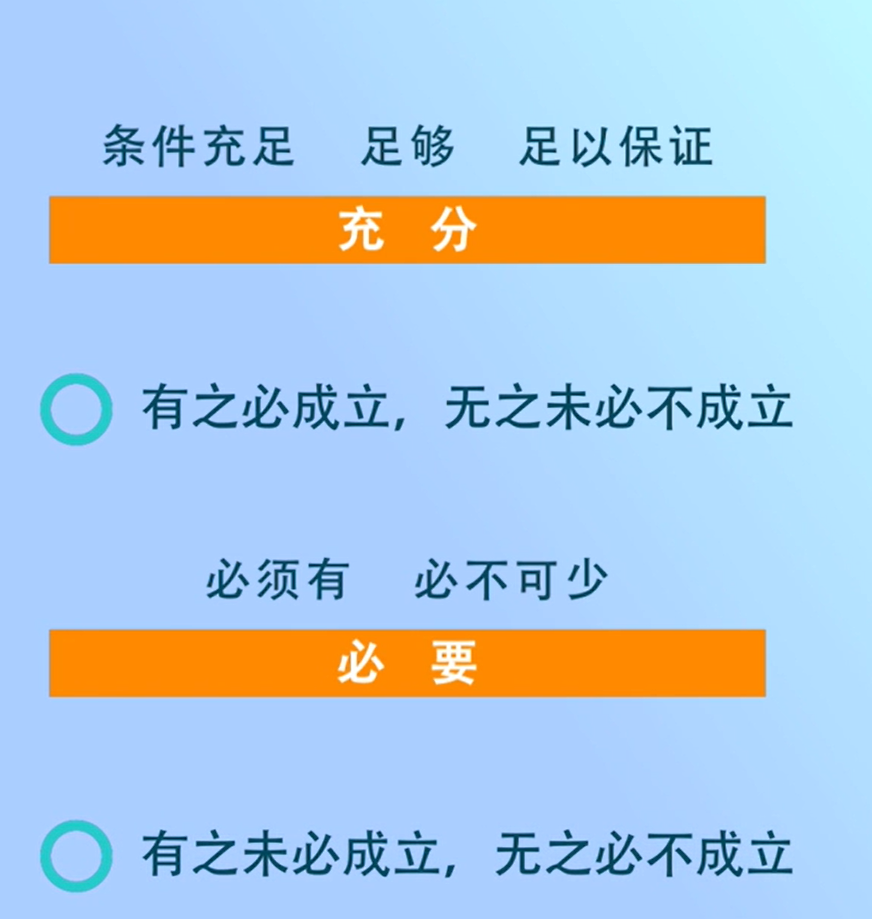 条件充足 足够 足以保证
充 分
有之必成立，无之未必不成立
必须有 必不可少
必 要
有之未必成立，无之必不成立